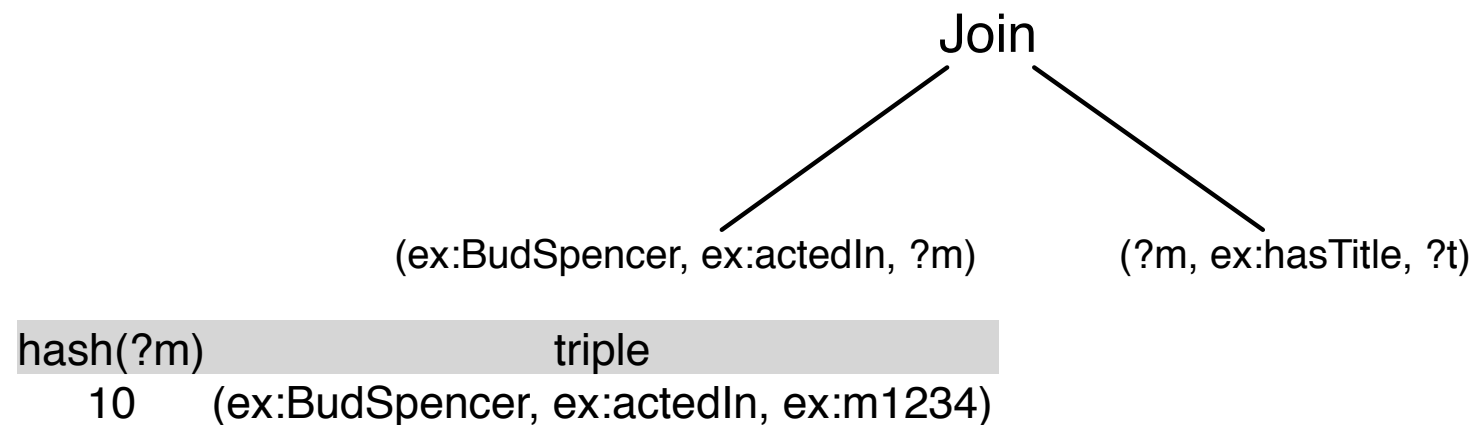 Join
(ex:BudSpencer, ex:actedIn, ?m) (?m, ex:hasTitle, ?t)
hash(?m) triple
10 (ex:BudSpencer, ex:actedIn, ex:m1234)